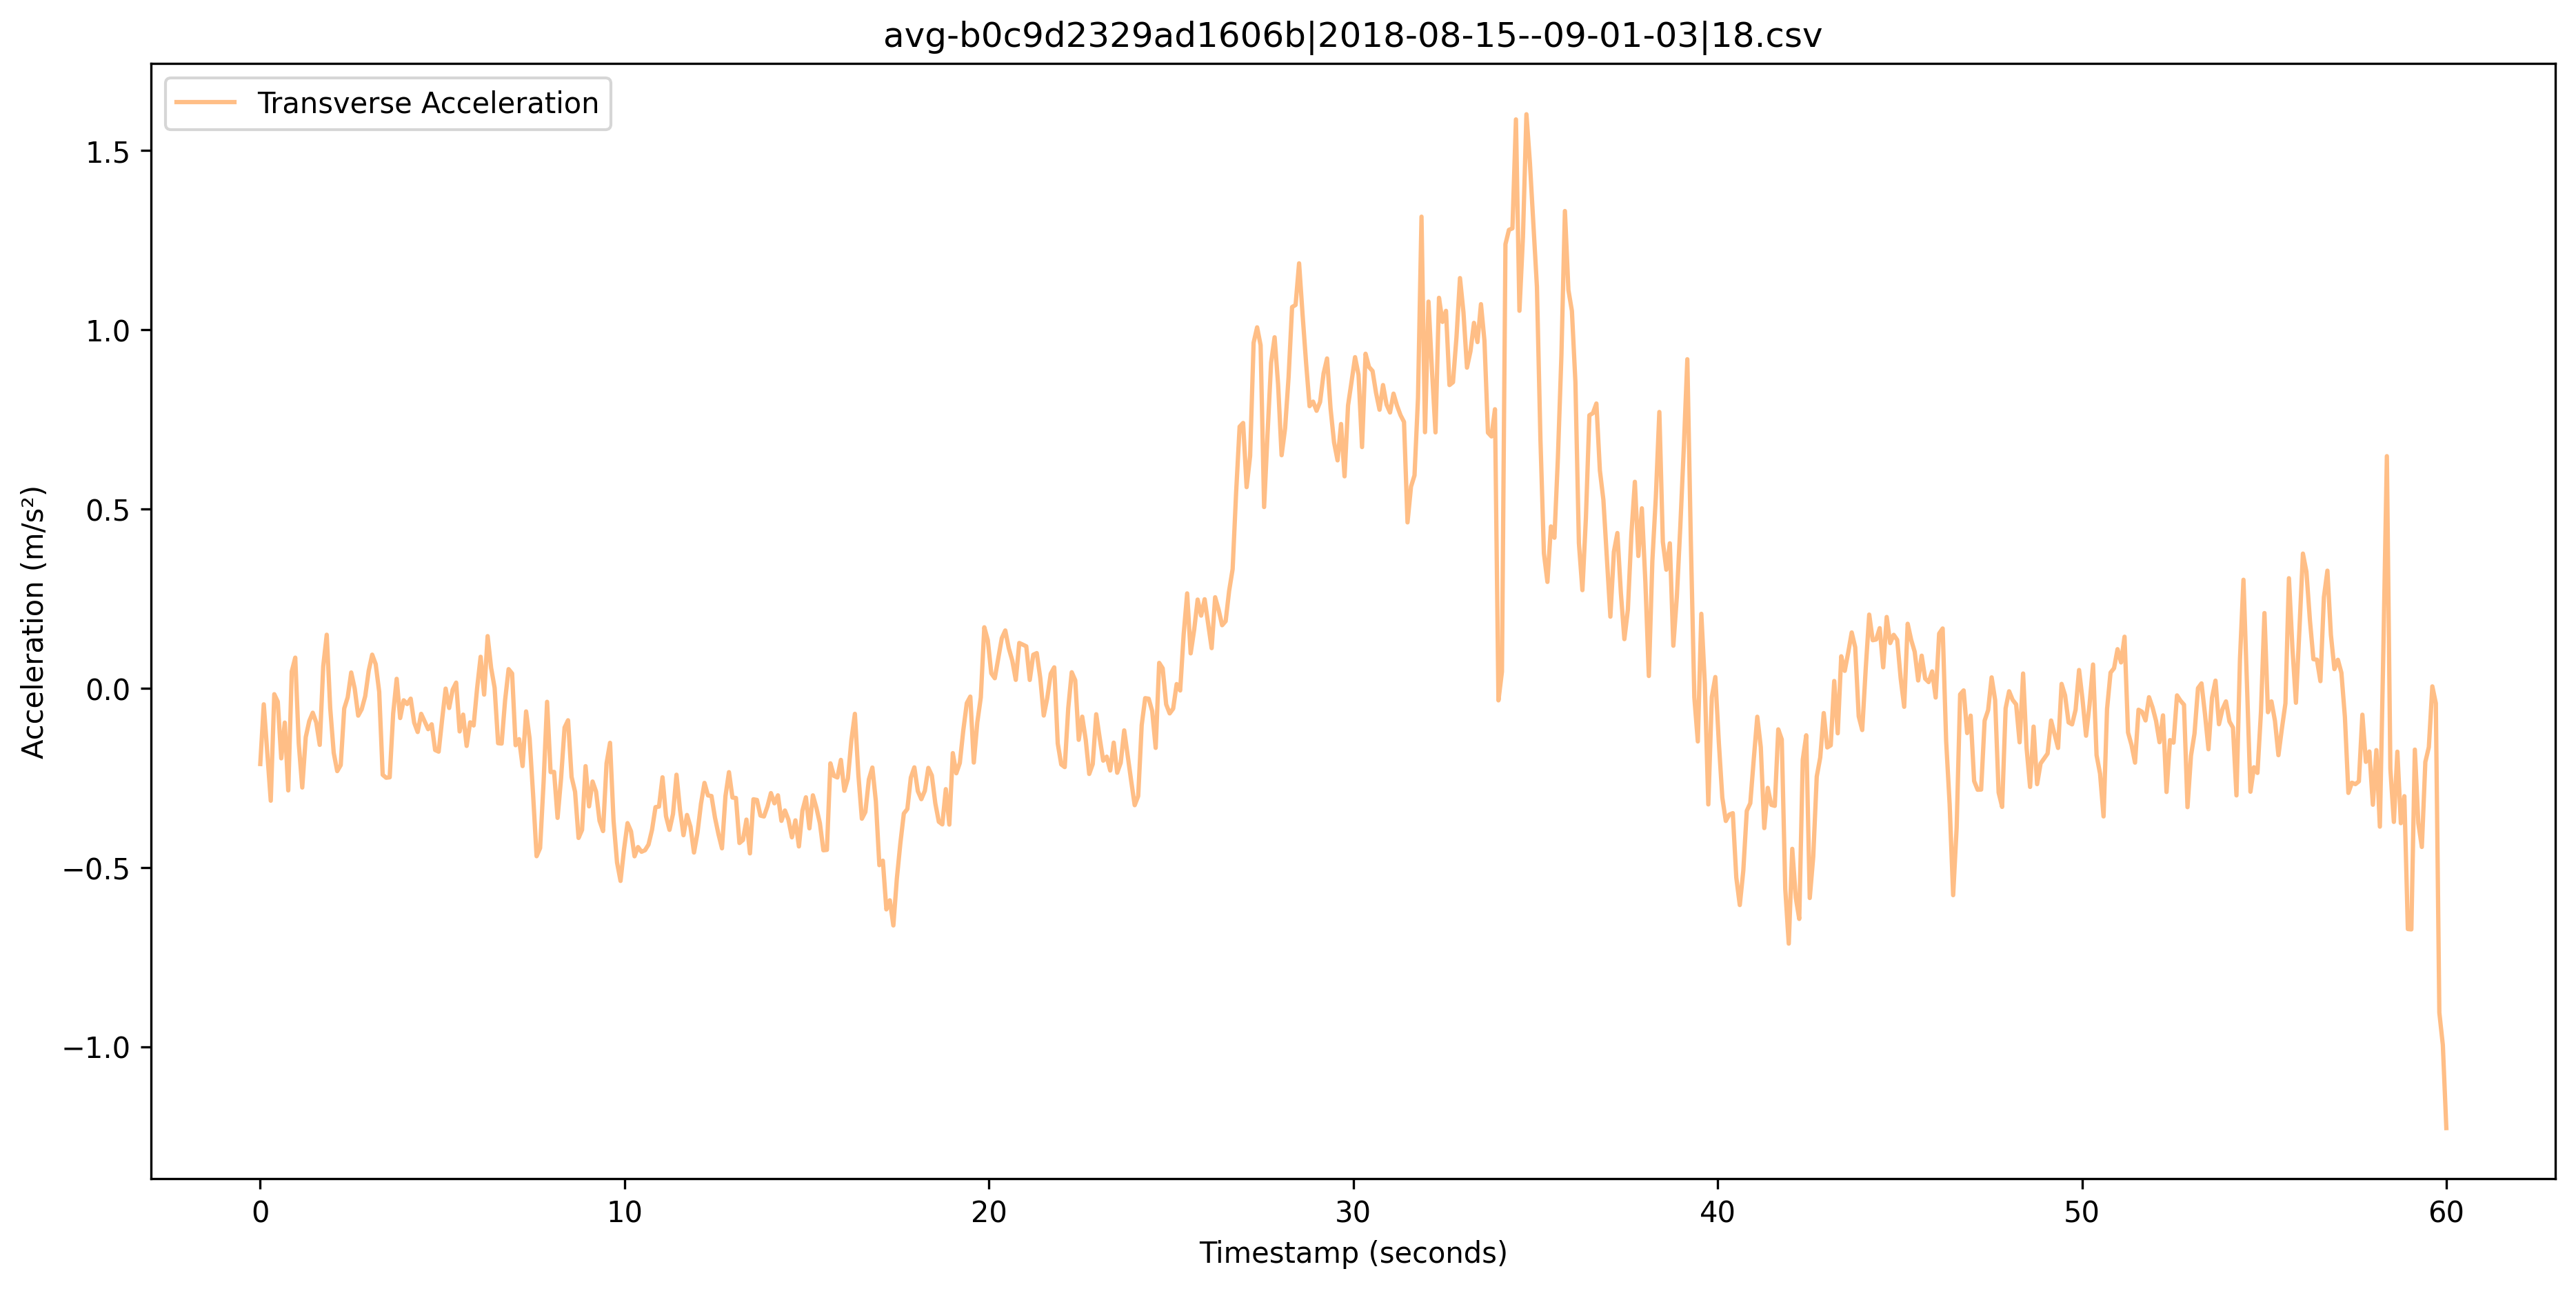 avg-b0c9d2329ad1606b|2018-08-15--09-01-03|18.csv
Transverse Acceleration
1.5
1.0
0.5
0.0
−0.5
−1.0
Acceleration (m/s²)
0 10 20 30 40 50 60
Timestamp (seconds)